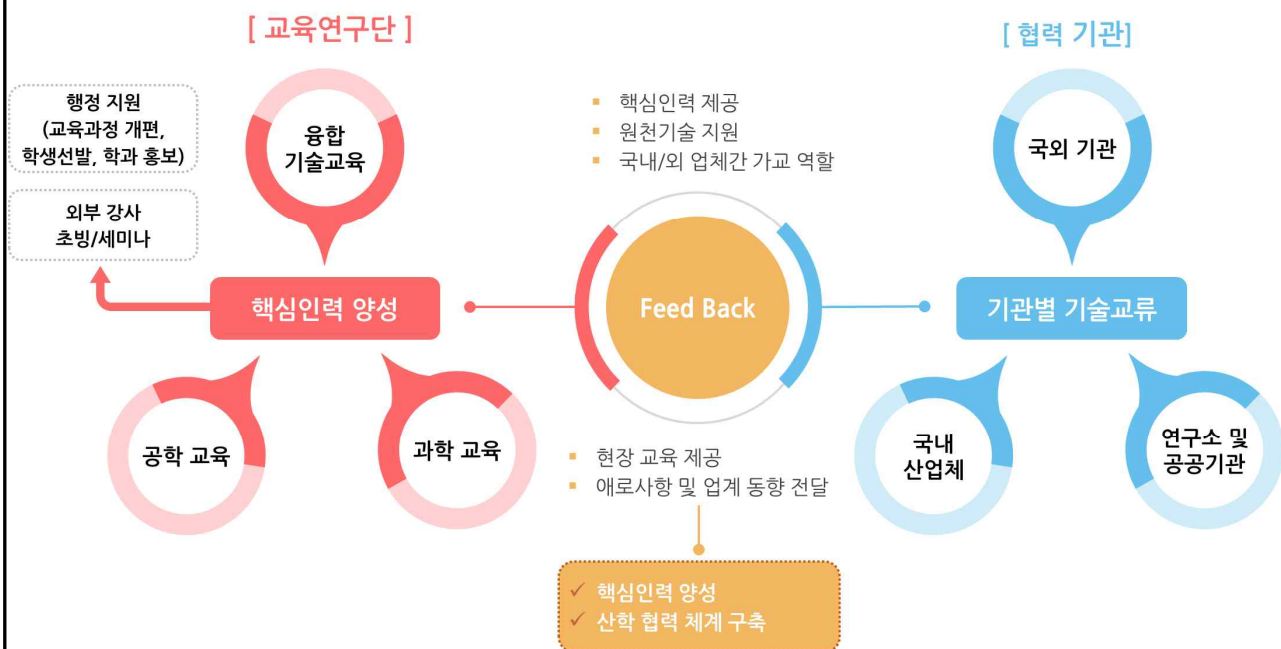 [ 교육연구단 ]
행정 지원
(교육과정 개편,
학생선발, 학과 홍보)
외부 강사
초빙/세미나
융합
기술교육
핵심인력 양성
공학 교육
과학 교육
▪ 핵심인력 제공
▪ 원천기술 지원
▪ 국내/외 업체간 가교 역할
Feed Back
▪ 현장 교육 제공
▪ 애로사항 및 업계 동향 전달
✓ 핵심인력 양성
✓ 산학 협력 체계 구축
[ 협력 기관]
국외 기관
기관별 기술교류
국내
산업체
연구소 및
공공기관